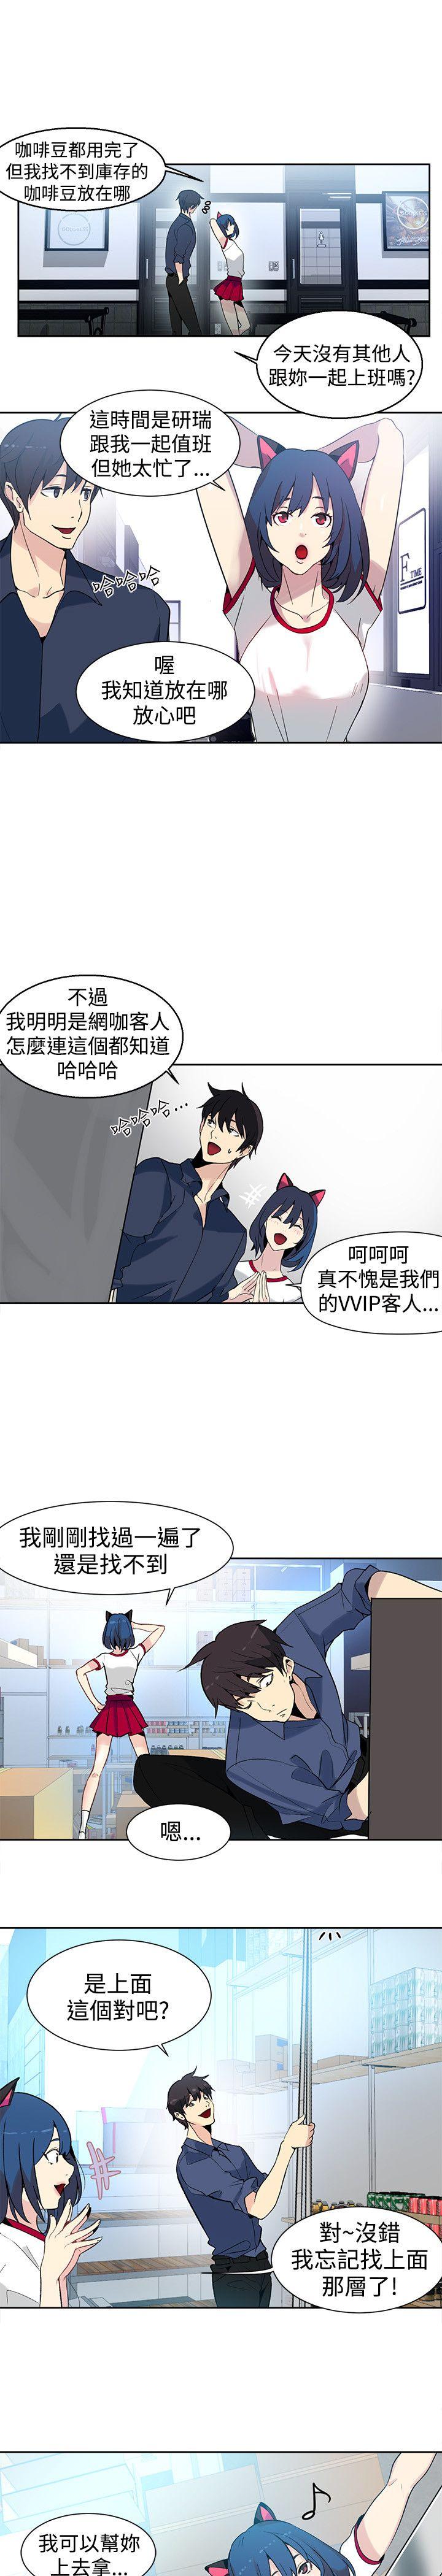 咖啡豆都用完了
但我找不到庫存的
咖啡豆放在哪
今天沒有其他人
跟妳一起上班嗎?
這時間是研瑞
跟我一起值班
但她太忙了...
哈哈哈
F
TIME
喔
我知道放在哪
放心吧
不過
我明明是網咖客人
怎麼連這個都知道
哈哈哈
哈哈哈...
呵呵呵
真不愧是我們
的VVIP客人...
我剛剛找過一遍了
還是找不到
嗯...
是上面
這個對吧?
對~沒錯
我忘記找上面
那層了!
我可以幫妳
上去拿...